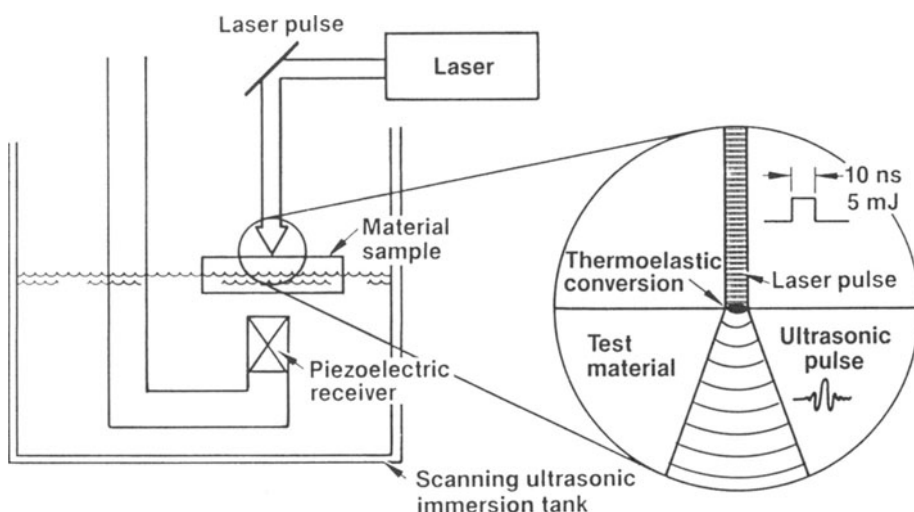 Laser pulse
Laser
Material
sample
Piezoelectric
receiver
Scanning ultrasonic
immersion tank
10 ns
5 mJ
Thermoelastic
conversion
Laser pulse
Test
material
Ultrasonic
pulse